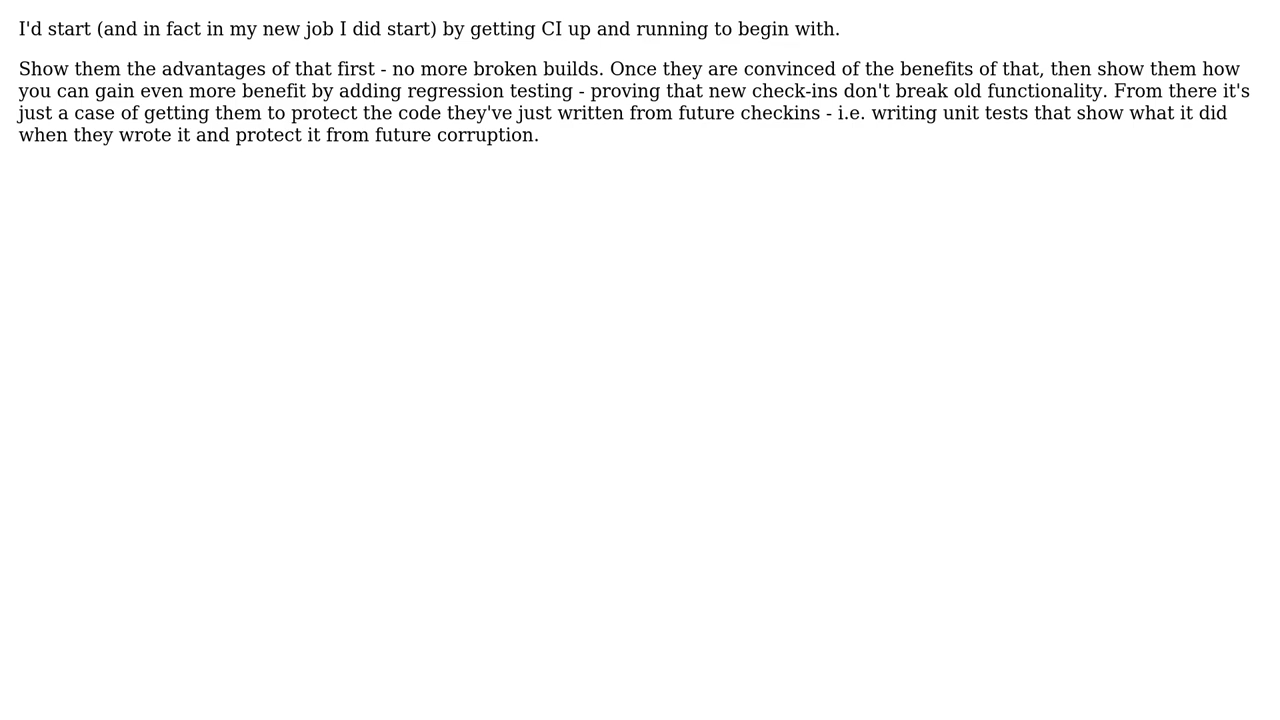 I'd start (and in fact in my new job I did start) by getting CI up and running to begin with.
Show them the advantages of that first - no more broken builds. Once they are convinced of the benefits of that, then show them how
you can gain even more benefit by adding regression testing - proving that new check-ins don't break old functionality. From there it's
just a case of getting them to protect the code they've just written from future checkins - i.e. writing unit tests that show what it did
when they wrote it and protect it from future corruption.